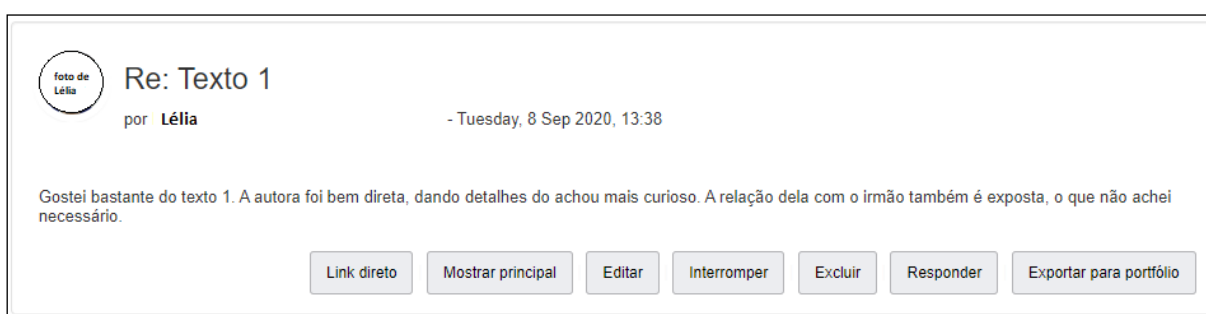 foto de
Lélia
Re: Texto 1
por Lélia - Tuesday, 8 Sep 2020, 13:38
Gostei bastante do texto 1. A autora foi bem direta, dando detalhes do achou mais curioso. A relação dela com o irmão também é exposta, o que não achei
necessário.
Link direto Mostrar principal Editar Interromper Excluir Responder Exportar para portfólio